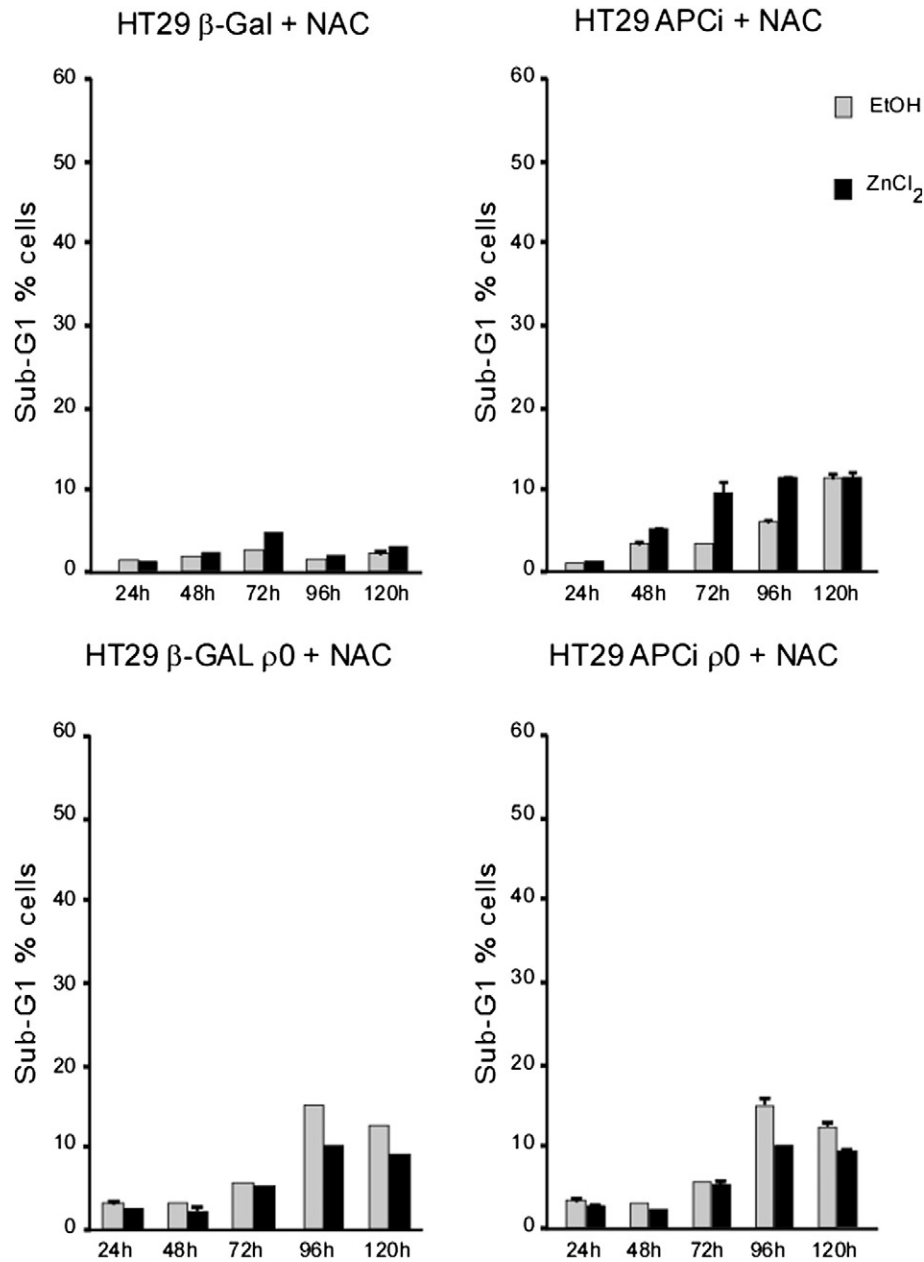 HT29 β-Gal + NAC
HT29 APCi + NAC
EtOH
ZnCl2
Sub-G1 % cells
60
50
40
30
20
10
0
24h 48h 72h 96h 120h
Sub-G1 % cells
60
50
40
30
20
10
0
24h 48h 72h 96h 120h
HT29 β-GAL ρ0 + NAC
HT29 APCi ρ0 + NAC
Sub-G1 % cells
60
50
40
30
20
10
0
24h 48h 72h 96h 120h
Sub-G1 % cells
60
50
40
30
20
10
0
24h 48h 72h 96h 120h